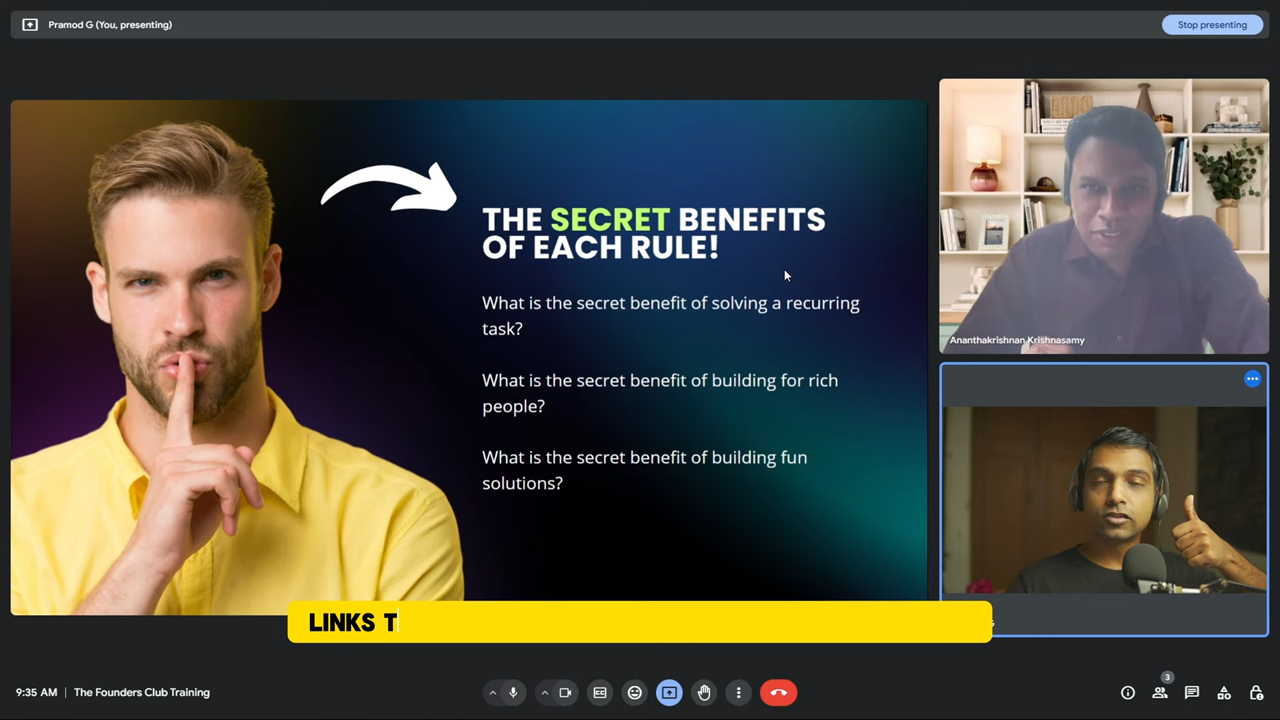 Pramod G (You, presenting)
Stop presenting
THE SECRET BENEFITS
OF EACH RULE!
What is the secret benefit of solving a recurring
task?
What is the secret benefit of building for rich
people?
What is the secret benefit of building fun
solutions?
Ananthakrishnan Krishnasamy
LINKS T
9:35 AM | The Founders Club Training
3